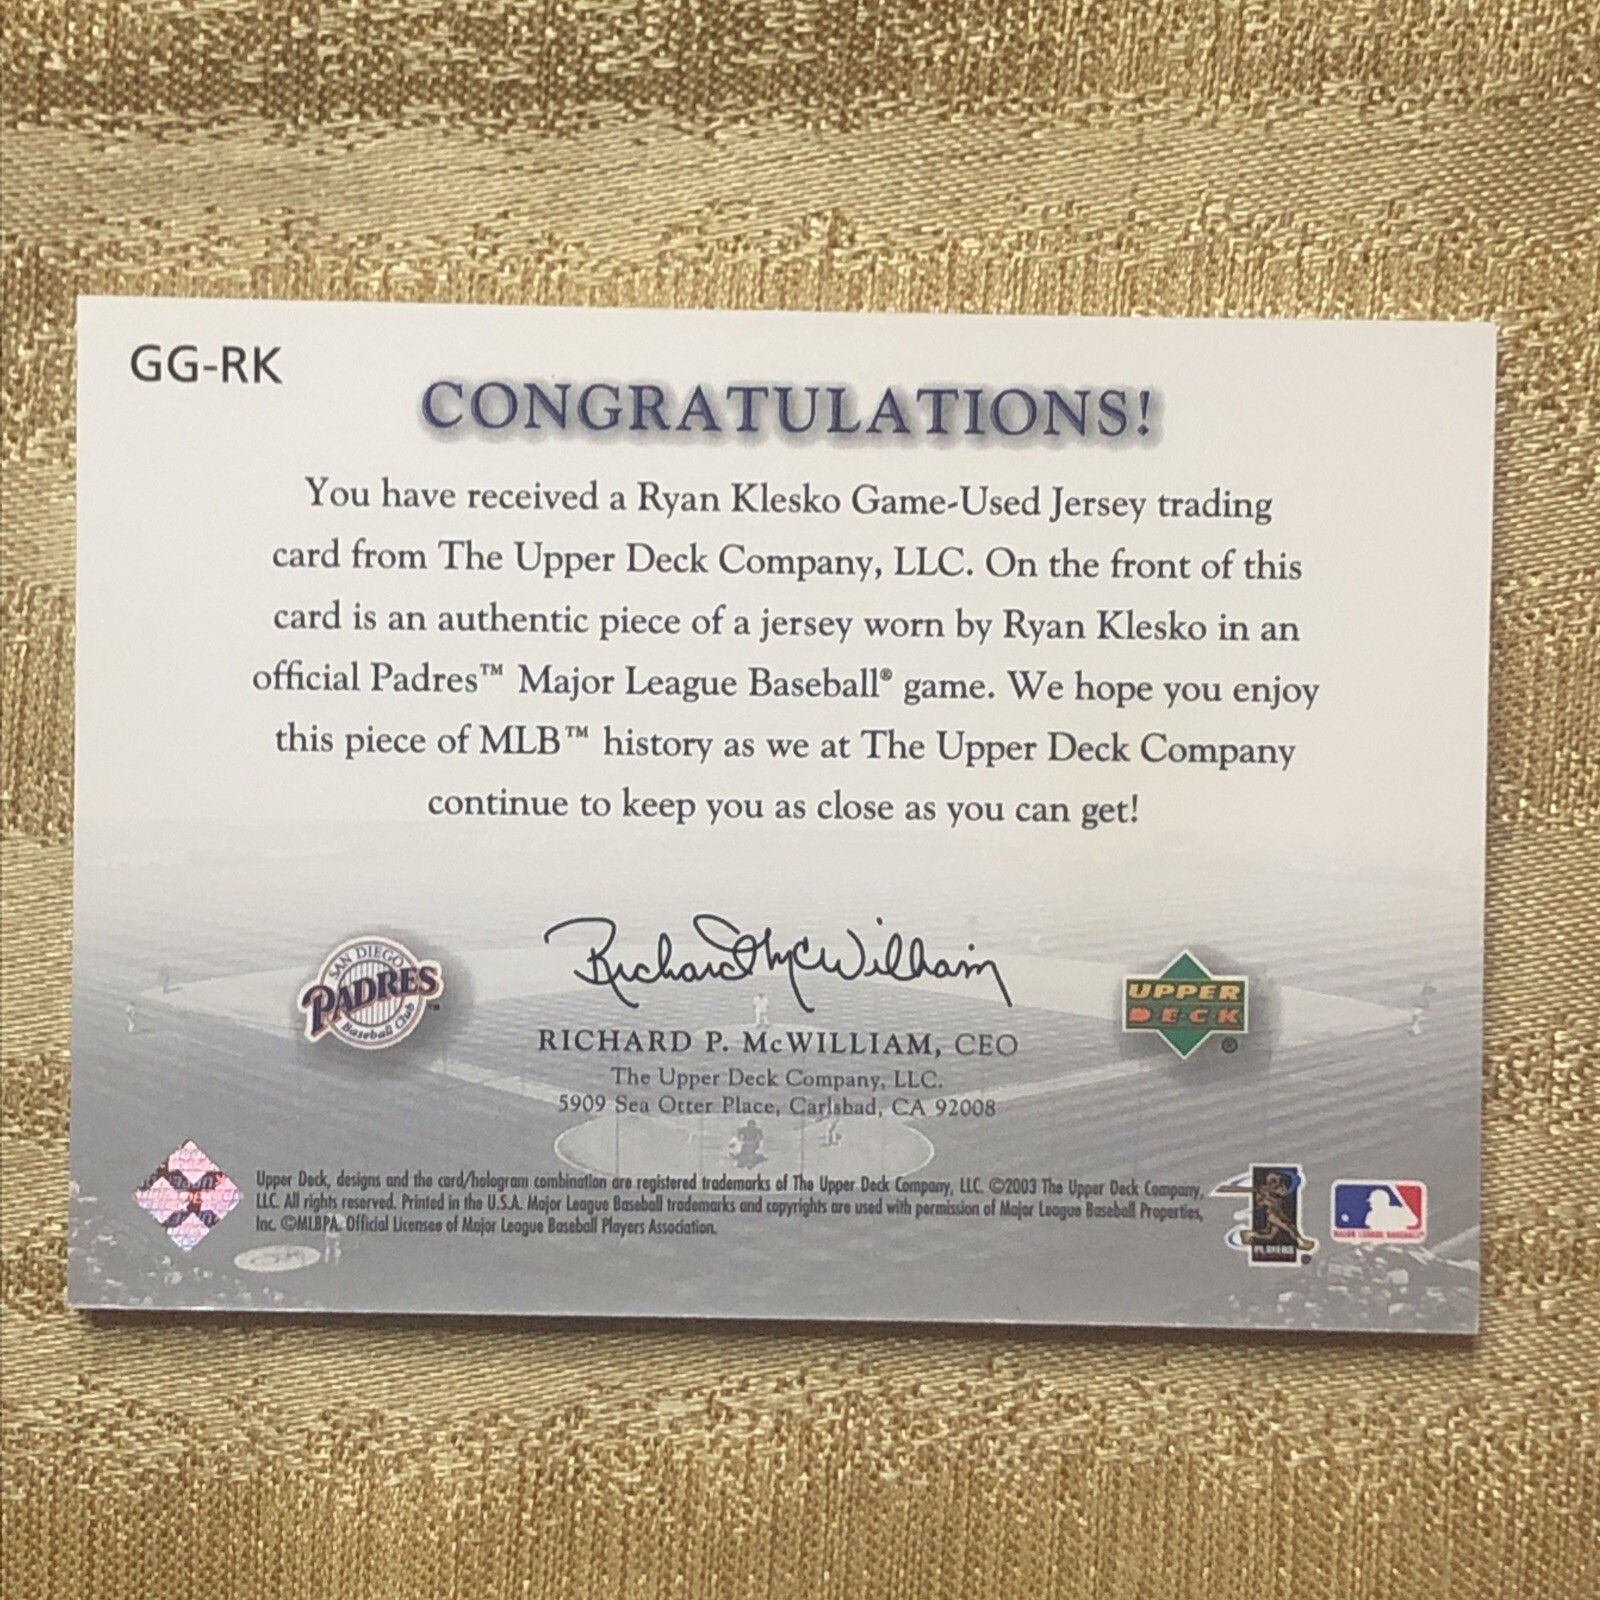 GG-RK
CONGRATULATIONS!
You have received a Ryan Klesko Game-Used Jersey trading
card from The Upper Deck Company, LLC. On the front of this
card is an authentic piece of a jersey worn by Ryan Klesko in an
official Padres™ Major League Baseball® game. We hope you enjoy
this piece of MLB™ history as we at The Upper Deck Company
continue to keep you as close as you can get!
SAN DIEGO
PADRES™
Baseball Club
Richard P. McWilliam
UPPER
DECK
®
RICHARD P. McWILLIAM, CEO
The Upper Deck Company, LLC.
5909 Sea Otter Place, Carlsbad, CA 92008
Upper Deck, designs and the card/hologram combination are registered trademarks of The Upper Deck Company, LLC. ©2003 The Upper Deck Company,
LLC. All rights reserved. Printed in the U.S.A. Major League Baseball trademarks and copyrights are used with permission of Major League Baseball Properties,
Inc. ©MLBPA. Official Licensee of Major League Baseball Players Association.
PLAYERS
MAJOR LEAGUE BASEBALL